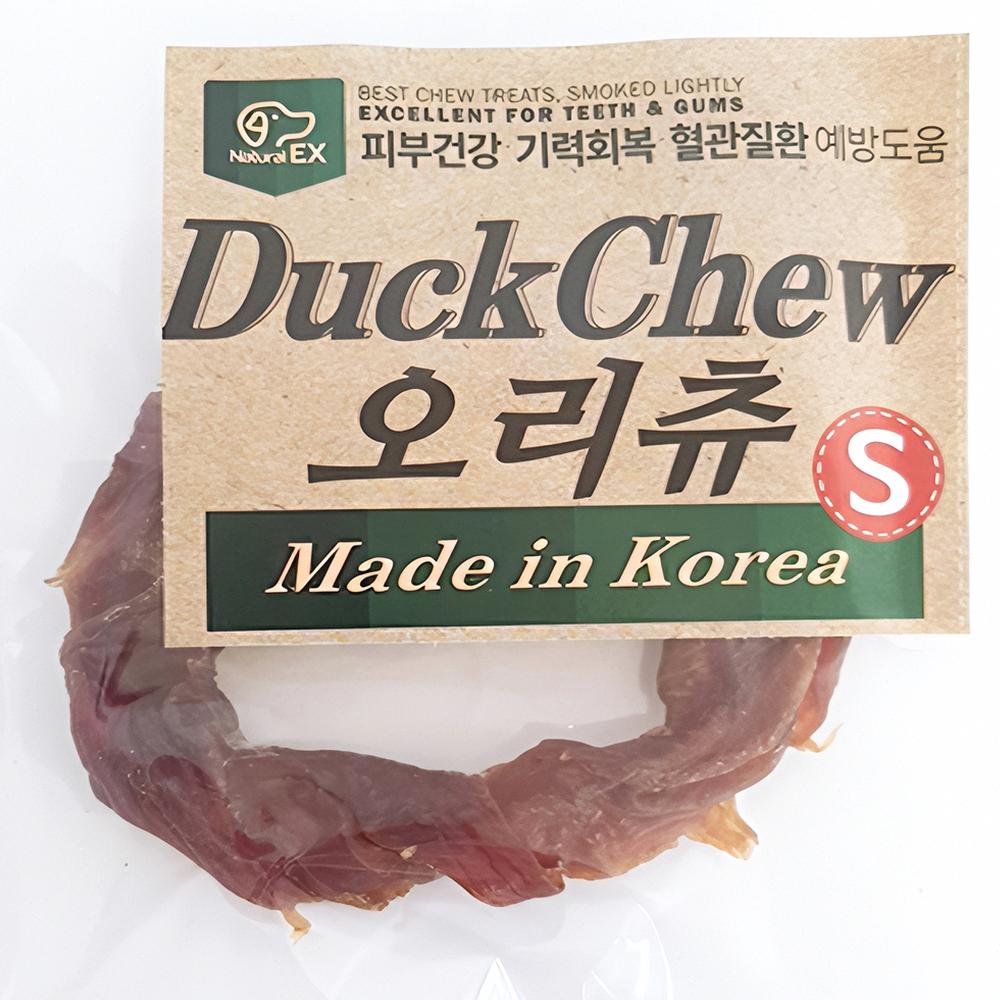 Natural EX
BEST CHEW TREATS, SMOKED LIGHTLY
EXCELLENT FOR TEETH & GUMS
피부건강·기력회복·혈관질환 예방도움
DuckChew
오리츄
S
Made in Korea